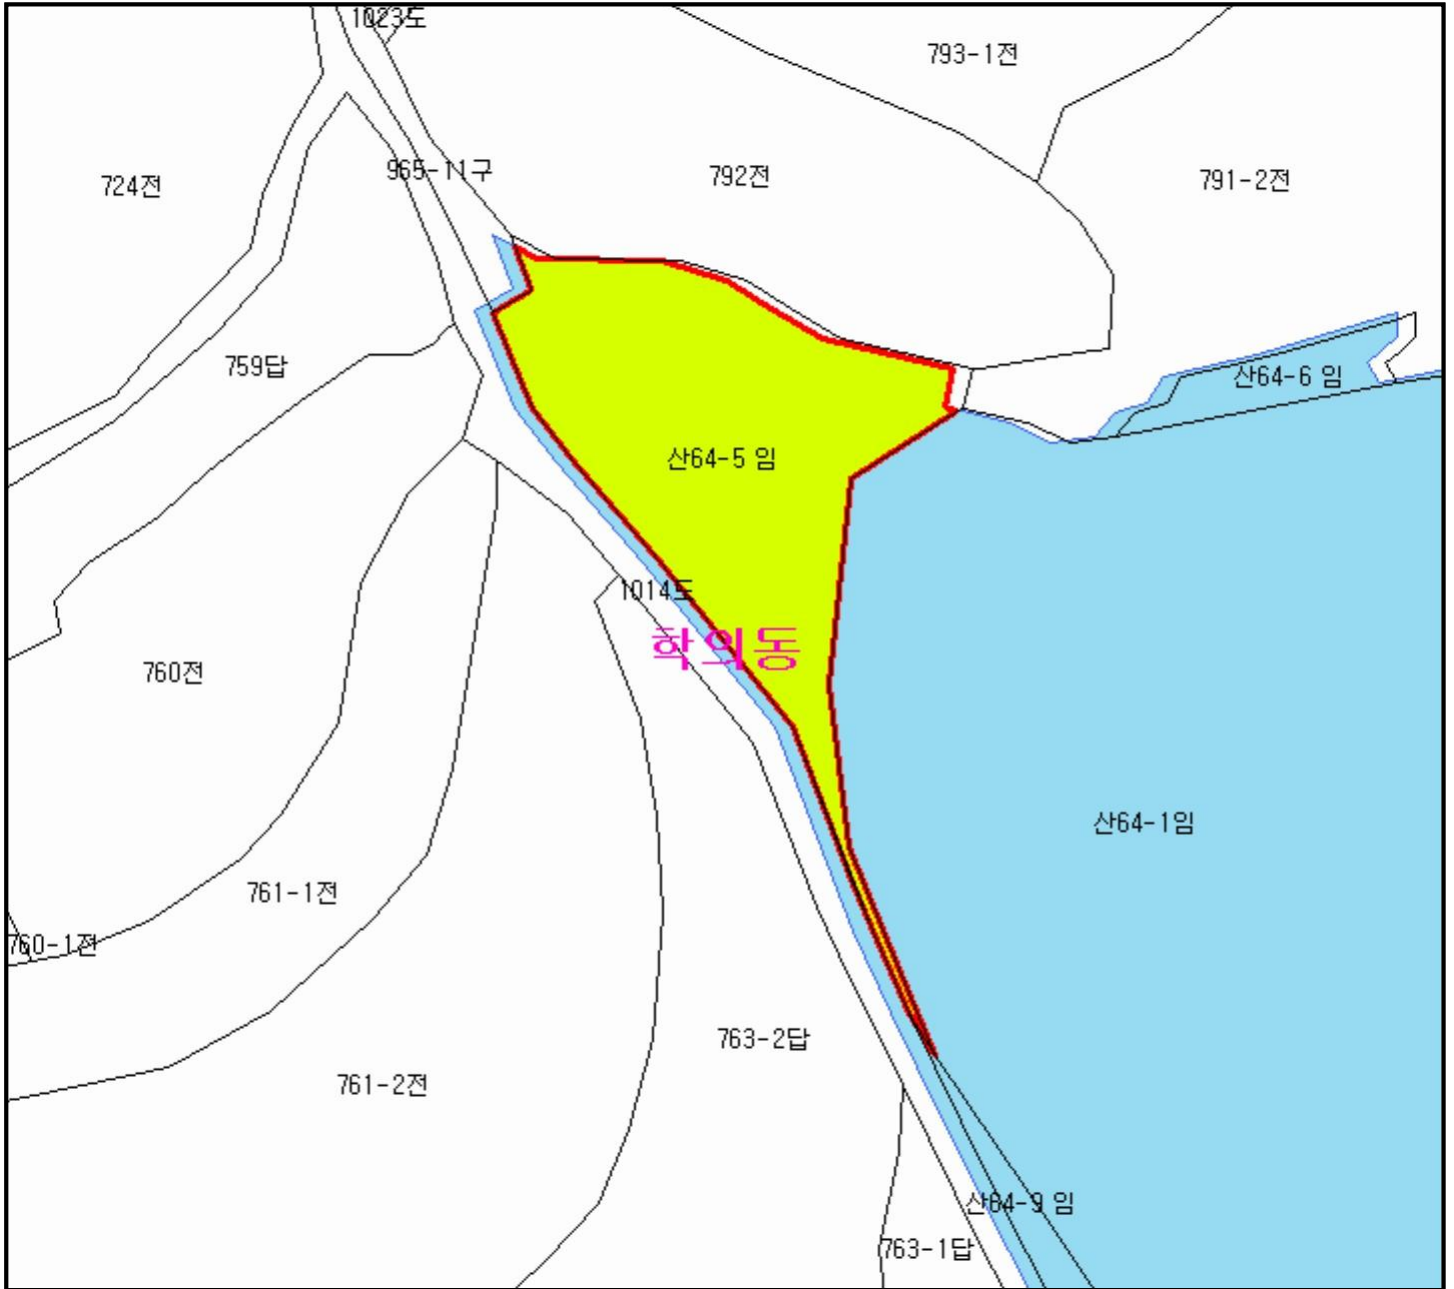 1023도
793-1전
965-11구
792전
724전
791-2전
759답
산64-6 임
산64-5 임
1014도
학의동
760전
산64-1임
761-1전
760-1전
763-2답
761-2전
산64-9 임
763-1답